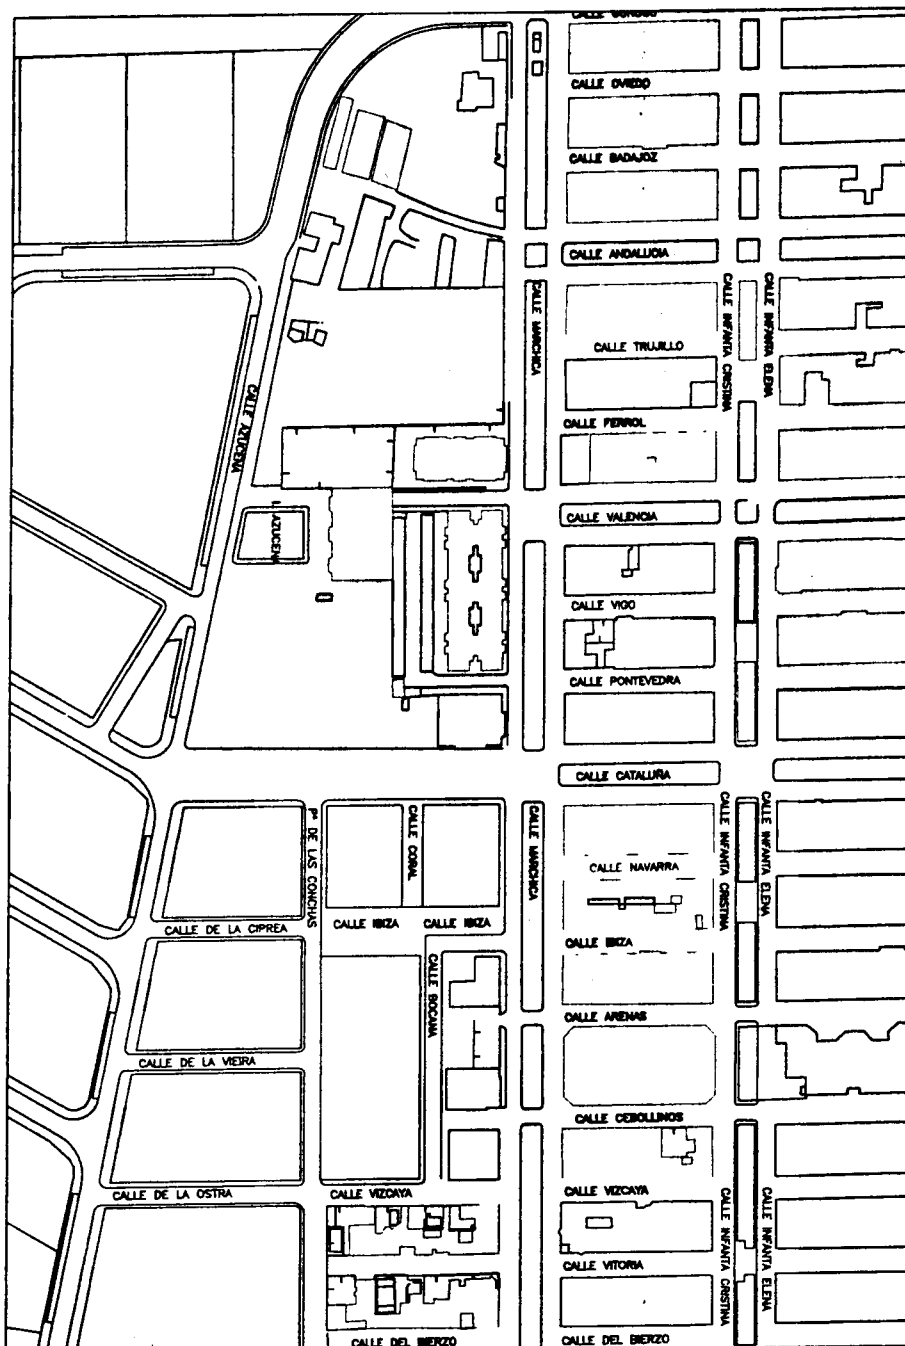 CALLE OVIEDO
CALLE BADAJOZ
CALLE ANDALUCIA
CALLE MARCHICA
CALLE INFANTA CRISTINA
CALLE INFANTA ELENA
CALLE TRUJILLO
CALLE AZUCENA
CALLE FERROL
CALLE VALENCIA
AZUCENA
CALLE VIGO
CALLE PONTEVEDRA
CALLE CATALUÑA
Pº DE LAS CONCHAS
CALLE CORAL
CALLE MARCHICA
CALLE INFANTA CRISTINA
CALLE INFANTA ELENA
CALLE NAVARRA
CALLE DE LA CIPREA
CALLE IBIZA
CALLE IBIZA
CALLE IBIZA
CALLE BOCANA
CALLE ARENAS
CALLE DE LA VIEIRA
CALLE CEBOLLINOS
CALLE DE LA OSTRA
CALLE VIZCAYA
CALLE VIZCAYA
CALLE INFANTA CRISTINA
CALLE INFANTA ELENA
CALLE VITORIA
CALLE DEL BIERZO
CALLE DEL BIERZO